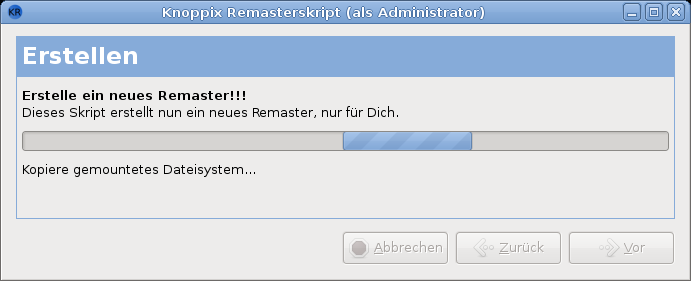 KR Knoppix Remasterskript (als Administrator)
Erstellen
Erstelle ein neues Remaster!!!
Dieses Skript erstellt nun ein neues Remaster, nur für Dich.
Kopiere gemountetes Dateisystem...
Abbrechen Zurück Vor